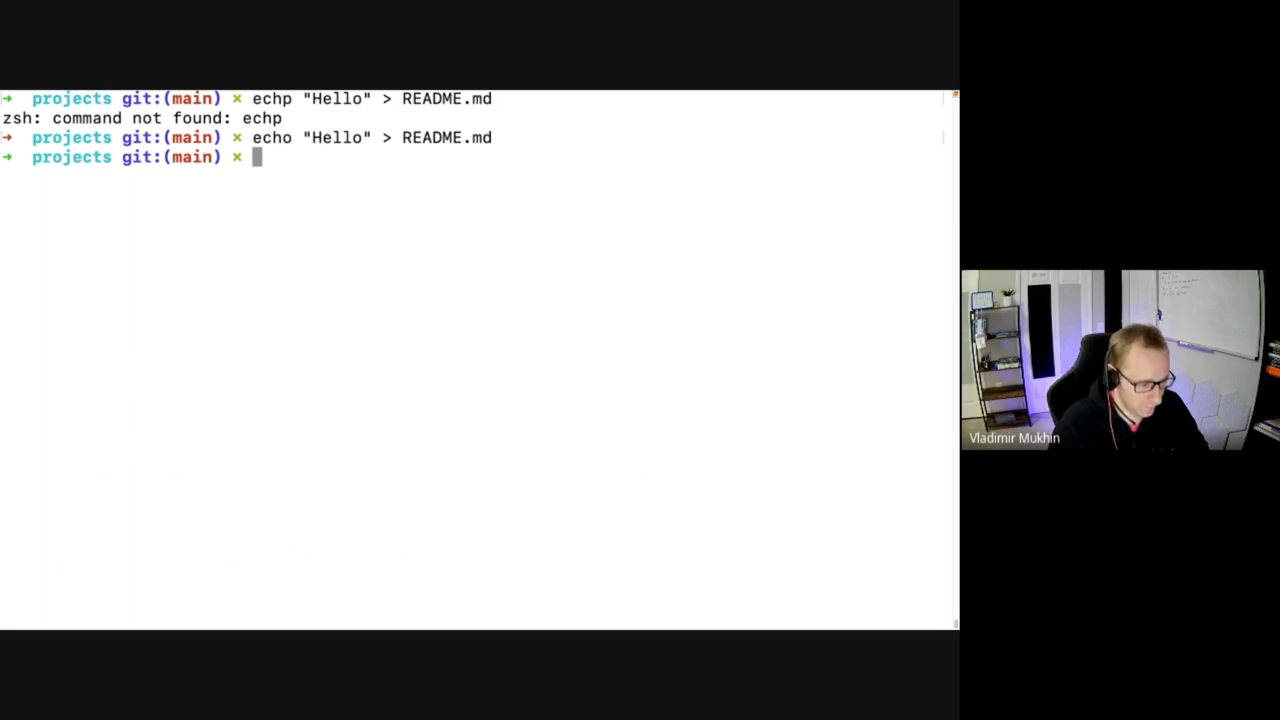 ➜  projects git:(main) × echp "Hello" > README.md
zsh: command not found: echp
➜  projects git:(main) × echo "Hello" > README.md
➜  projects git:(main) ×
Vladimir Mukhin